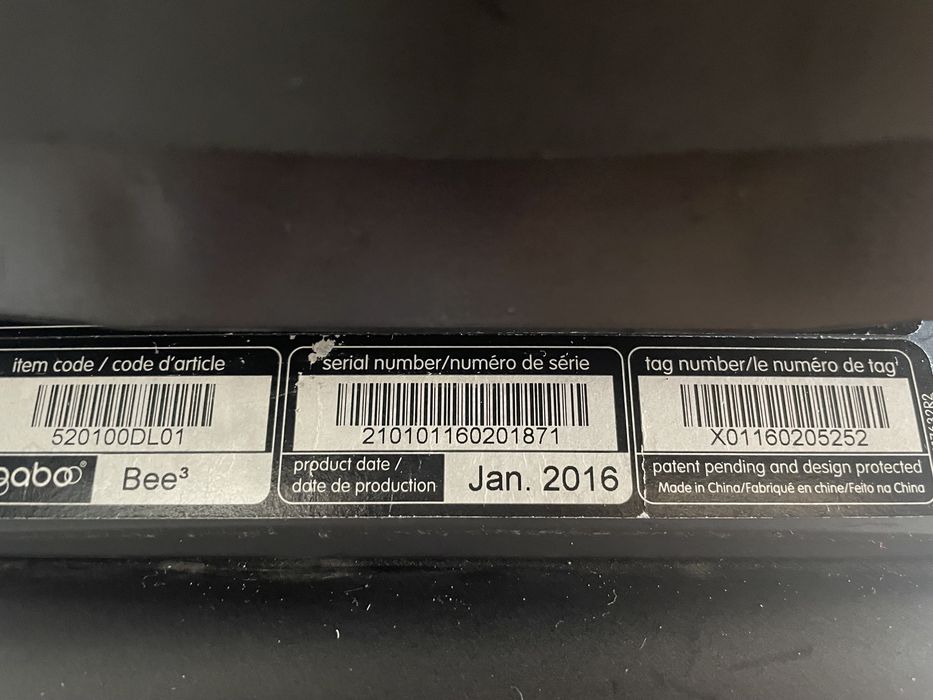 item code / code d'article
520100DL01
gaboo®
Bee³
serial number/numéro de série
210101160201871
product date /
date de production
Jan. 2016
tag number/le numéro de tag
X01160205252
patent pending and design protected
Made in China/Fabriqué en chine/Feito na China